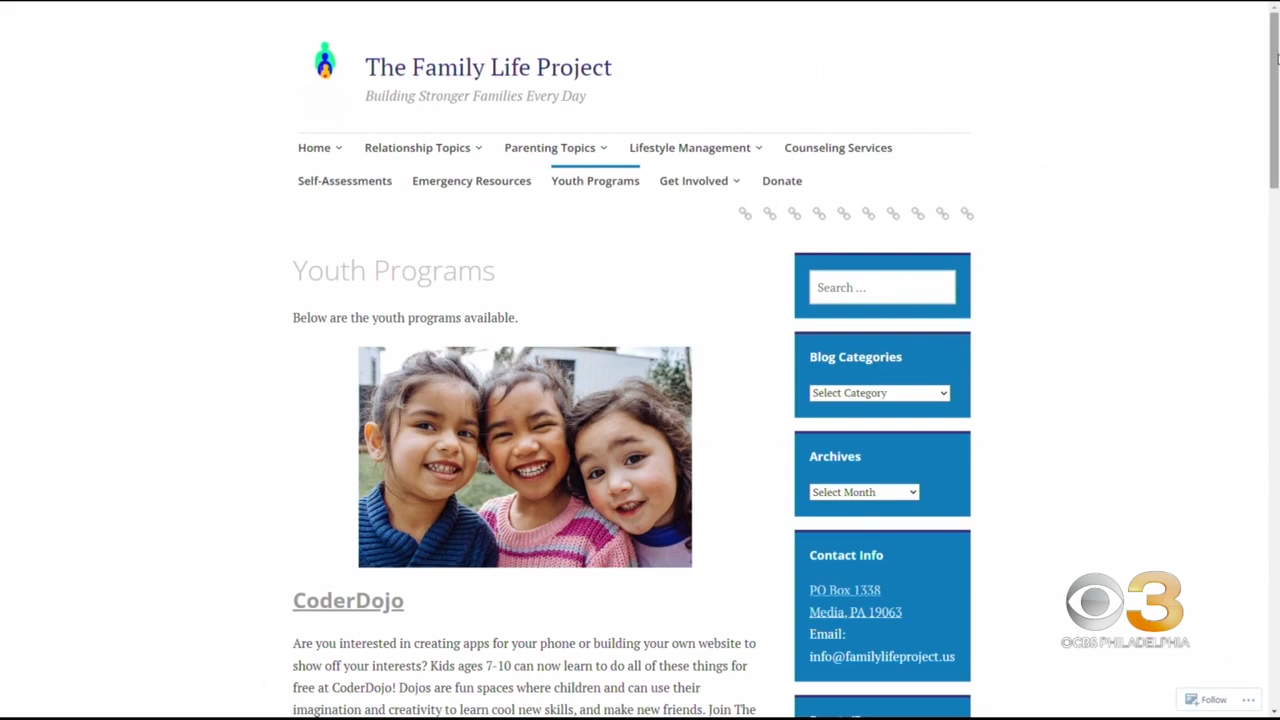 The Family Life Project
Building Stronger Families Every Day
Home Relationship Topics Parenting Topics Lifestyle Management Counseling Services
Self-Assessments Emergency Resources Youth Programs Get Involved Donate
Youth Programs
Below are the youth programs available.
CoderDojo
Are you interested in creating apps for your phone or building your own website to
show off your interests? Kids ages 7-10 can now learn to do all of these things for
free at CoderDojo! Dojos are fun spaces where children and can use their
imagination and creativity to learn cool new skills, and make new friends. Join The
Search ...
Blog Categories
Select Category
Archives
Select Month
Contact Info
PO Box 1338
Media, PA 19063
Email:
info@familylifeproject.us
3
©CBS PHILADELPHIA
Follow